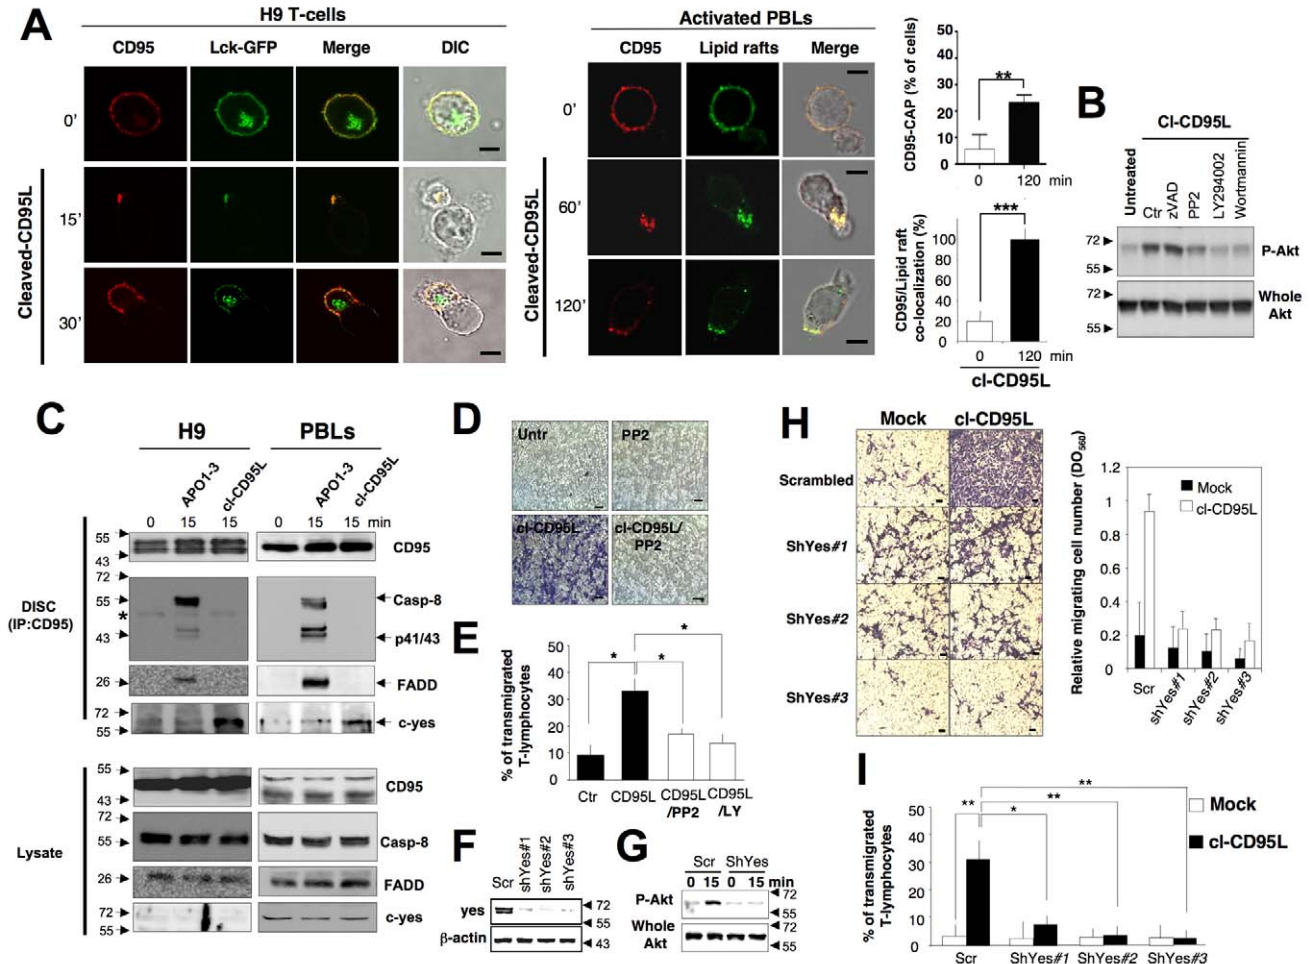 A
H9 T-cells
CD95
Lck-GFP
Merge
DIC
0'
15'
30'
Cleaved-CD95L
Activated PBLs
CD95
Lipid rafts
Merge
0'
60'
120'
Cleaved-CD95L
CD95-CAP (% of cells)
50
40
30
20
10
0
**
0
120
min
CD95/Lipid raft
co-localization (%)
100
80
60
40
20
0
***
0
120
min
cl-CD95L
B
Cl-CD95L
Untreated
Ctr
zVAD
PP2
LY294002
Wortmannin
72
55
P-Akt
72
55
Whole
Akt
C
H9
PBLs
APO1-3
cl-CD95L
APO1-3
cl-CD95L
0
15
15
0
15
15 min
DISC
(IP:CD95)
55
43
CD95
72
55
*
43
Casp-8
p41/43
26
FADD
72
55
c-yes
Lysate
55
43
CD95
72
55
Casp-8
26
FADD
72
55
c-yes
D
Untr
PP2
cl-CD95L
cl-CD95L/
PP2
E
% of transmigrated
T-lymphocytes
50
40
30
20
10
0
*
*
*
Ctr
CD95L
CD95L
/PP2
CD95L
/LY
F
Scr
shYes#1
shYes#2
shYes#3
yes
72
55
β-actin
43
G
Scr
ShYes
0
15
0
15
min
P-Akt
72
55
Whole
Akt
72
55
H
Mock
cl-CD95L
Scrambled
ShYes#1
ShYes#2
ShYes#3
Relative migrating cell number (DO560)
1.2
1
0.8
0.6
0.4
0.2
0
Mock
cl-CD95L
Scr
shYes#1
shYes#2
shYes#3
I
% of transmigrated
T-lymphocytes
50
40
30
20
10
0
**
*
**
**
Mock
cl-CD95L
Scr
ShYes#1
ShYes#2
ShYes#3